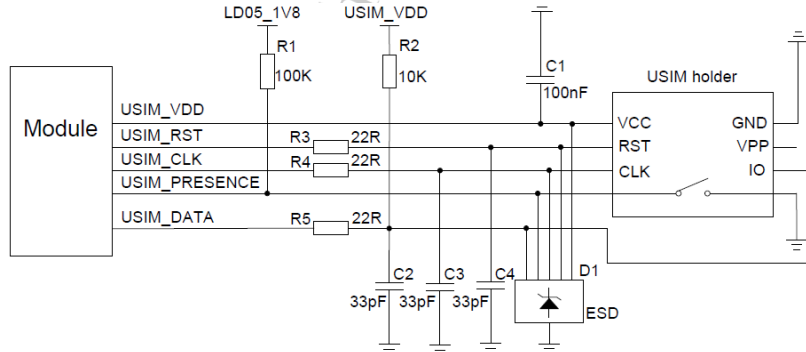 LD05_1V8
USIM_VDD
R1
100K
R2
10K
C1
100nF
USIM holder
Module
USIM_VDD
USIM_RST
USIM_CLK
USIM_PRESENCE
USIM_DATA
R3
22R
R4
22R
R5
22R
VCC
RST
CLK
GND
VPP
IO
C2
33pF
C3
33pF
C4
33pF
D1
ESD